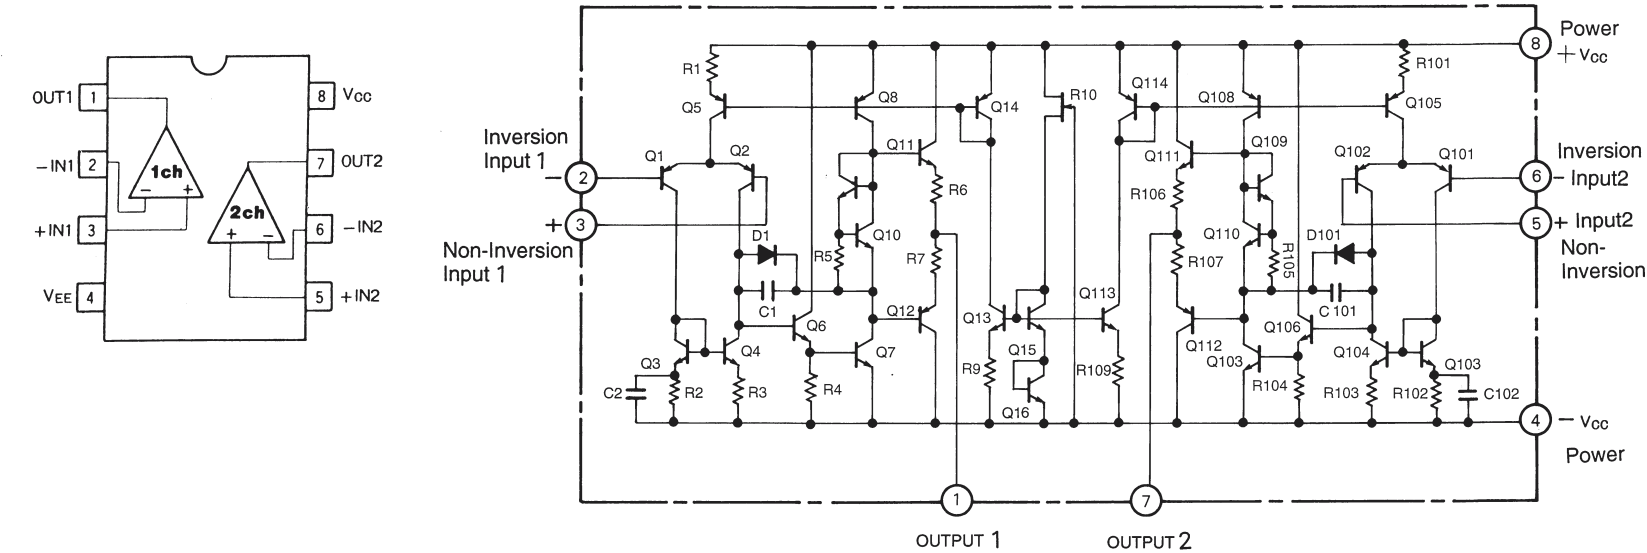 OUT1 1
8 Vcc
-IN1 2
7 OUT2
1ch
- +
+IN1 3
2ch
+ -
6 -IN2
VEE 4
5 +IN2
Inversion
Input 1
- 2
+ 3
Non-Inversion
Input 1
R1
Q5
Q8
Q14
R10
Q114
Q108
R101
Q105
8
Power
+Vcc
Q1
Q2
Q11
R6
Q111
Q109
R106
Q102
Q101
Inversion
6 - Input2
5 + Input2
Non-
Inversion
D1
R5
Q10
R7
Q110
R107
R105
D101
C1
C 101
Q3
Q4
Q6
Q7
Q12
Q13
Q15
Q113
Q112
Q106
Q103
Q104
Q103
C2
R2
R3
R4
R9
Q16
R109
R104
R103
R102
C102
4 - Vcc
Power
1
7
OUTPUT 1
OUTPUT 2